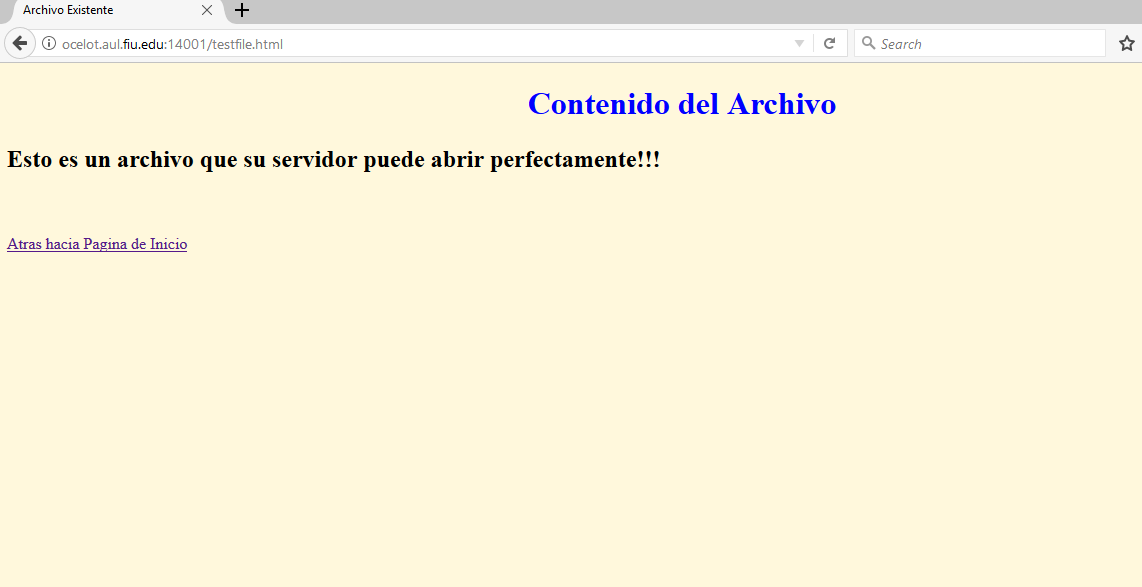 Archivo Existente
ocelot.aul.fiu.edu:14001/testfile.html
Search
Contenido del Archivo
Esto es un archivo que su servidor puede abrir perfectamente!!!
Atras hacia Pagina de Inicio